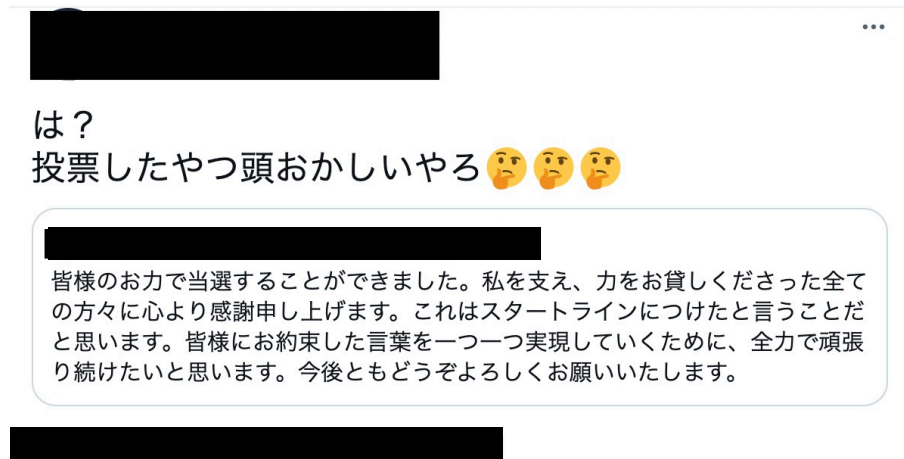 は？
投票したやつ頭おかしいやろ🤔🤔🤔
皆様のお力で当選することができました。私を支え、力をお貸しくださった全て
の方々に心より感謝申し上げます。これはスタートラインにつけたと言うことだ
と思います。皆様にお約束した言葉を一つ一つ実現していくために、全力で頑張
り続けたいと思います。今後ともどうぞよろしくお願いいたします。